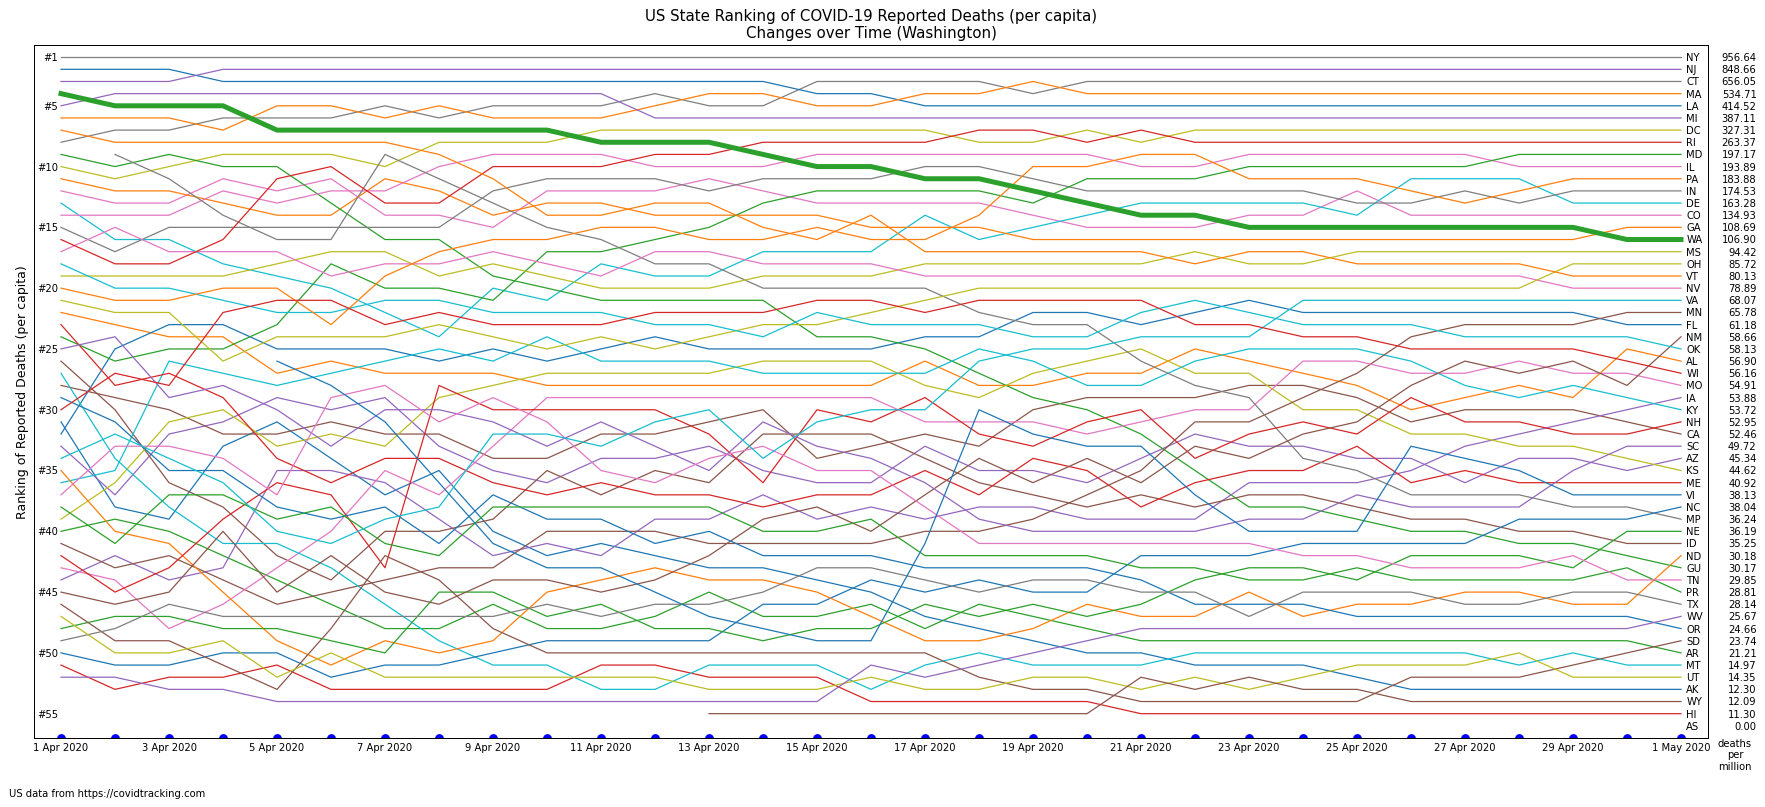 US State Ranking of COVID-19 Reported Deaths (per capita)
Changes over Time (Washington)
Ranking of Reported Deaths (per capita)
#1
#5
#10
#15
#20
#25
#30
#35
#40
#45
#50
#55
NY 956.64
NJ 848.66
CT 656.05
MA 534.71
LA 414.52
MI 387.11
DC 327.31
RI 263.37
MD 197.17
IL 193.89
PA 183.88
IN 174.53
DE 163.28
CO 134.93
GA 108.69
WA 106.90
MS 94.42
OH 85.72
VT 80.13
NV 78.89
VA 68.07
MN 65.78
FL 61.18
NM 58.66
OK 58.13
AL 56.90
WI 56.16
MO 54.91
IA 53.88
KY 53.72
NH 52.95
CA 52.46
SC 49.72
AZ 45.34
KS 44.62
ME 40.92
VI 38.13
NC 38.04
MP 36.24
NE 36.19
ID 35.25
ND 30.18
GU 30.17
TN 29.85
PR 28.81
TX 28.14
WV 25.67
OR 24.66
SD 23.74
AR 21.21
MT 14.97
UT 14.35
AK 12.30
WY 12.09
HI 11.30
AS 0.00
1 Apr 2020 3 Apr 2020 5 Apr 2020 7 Apr 2020 9 Apr 2020 11 Apr 2020 13 Apr 2020 15 Apr 2020 17 Apr 2020 19 Apr 2020 21 Apr 2020 23 Apr 2020 25 Apr 2020 27 Apr 2020 29 Apr 2020 1 May 2020
deaths
per
million
US data from https://covidtracking.com